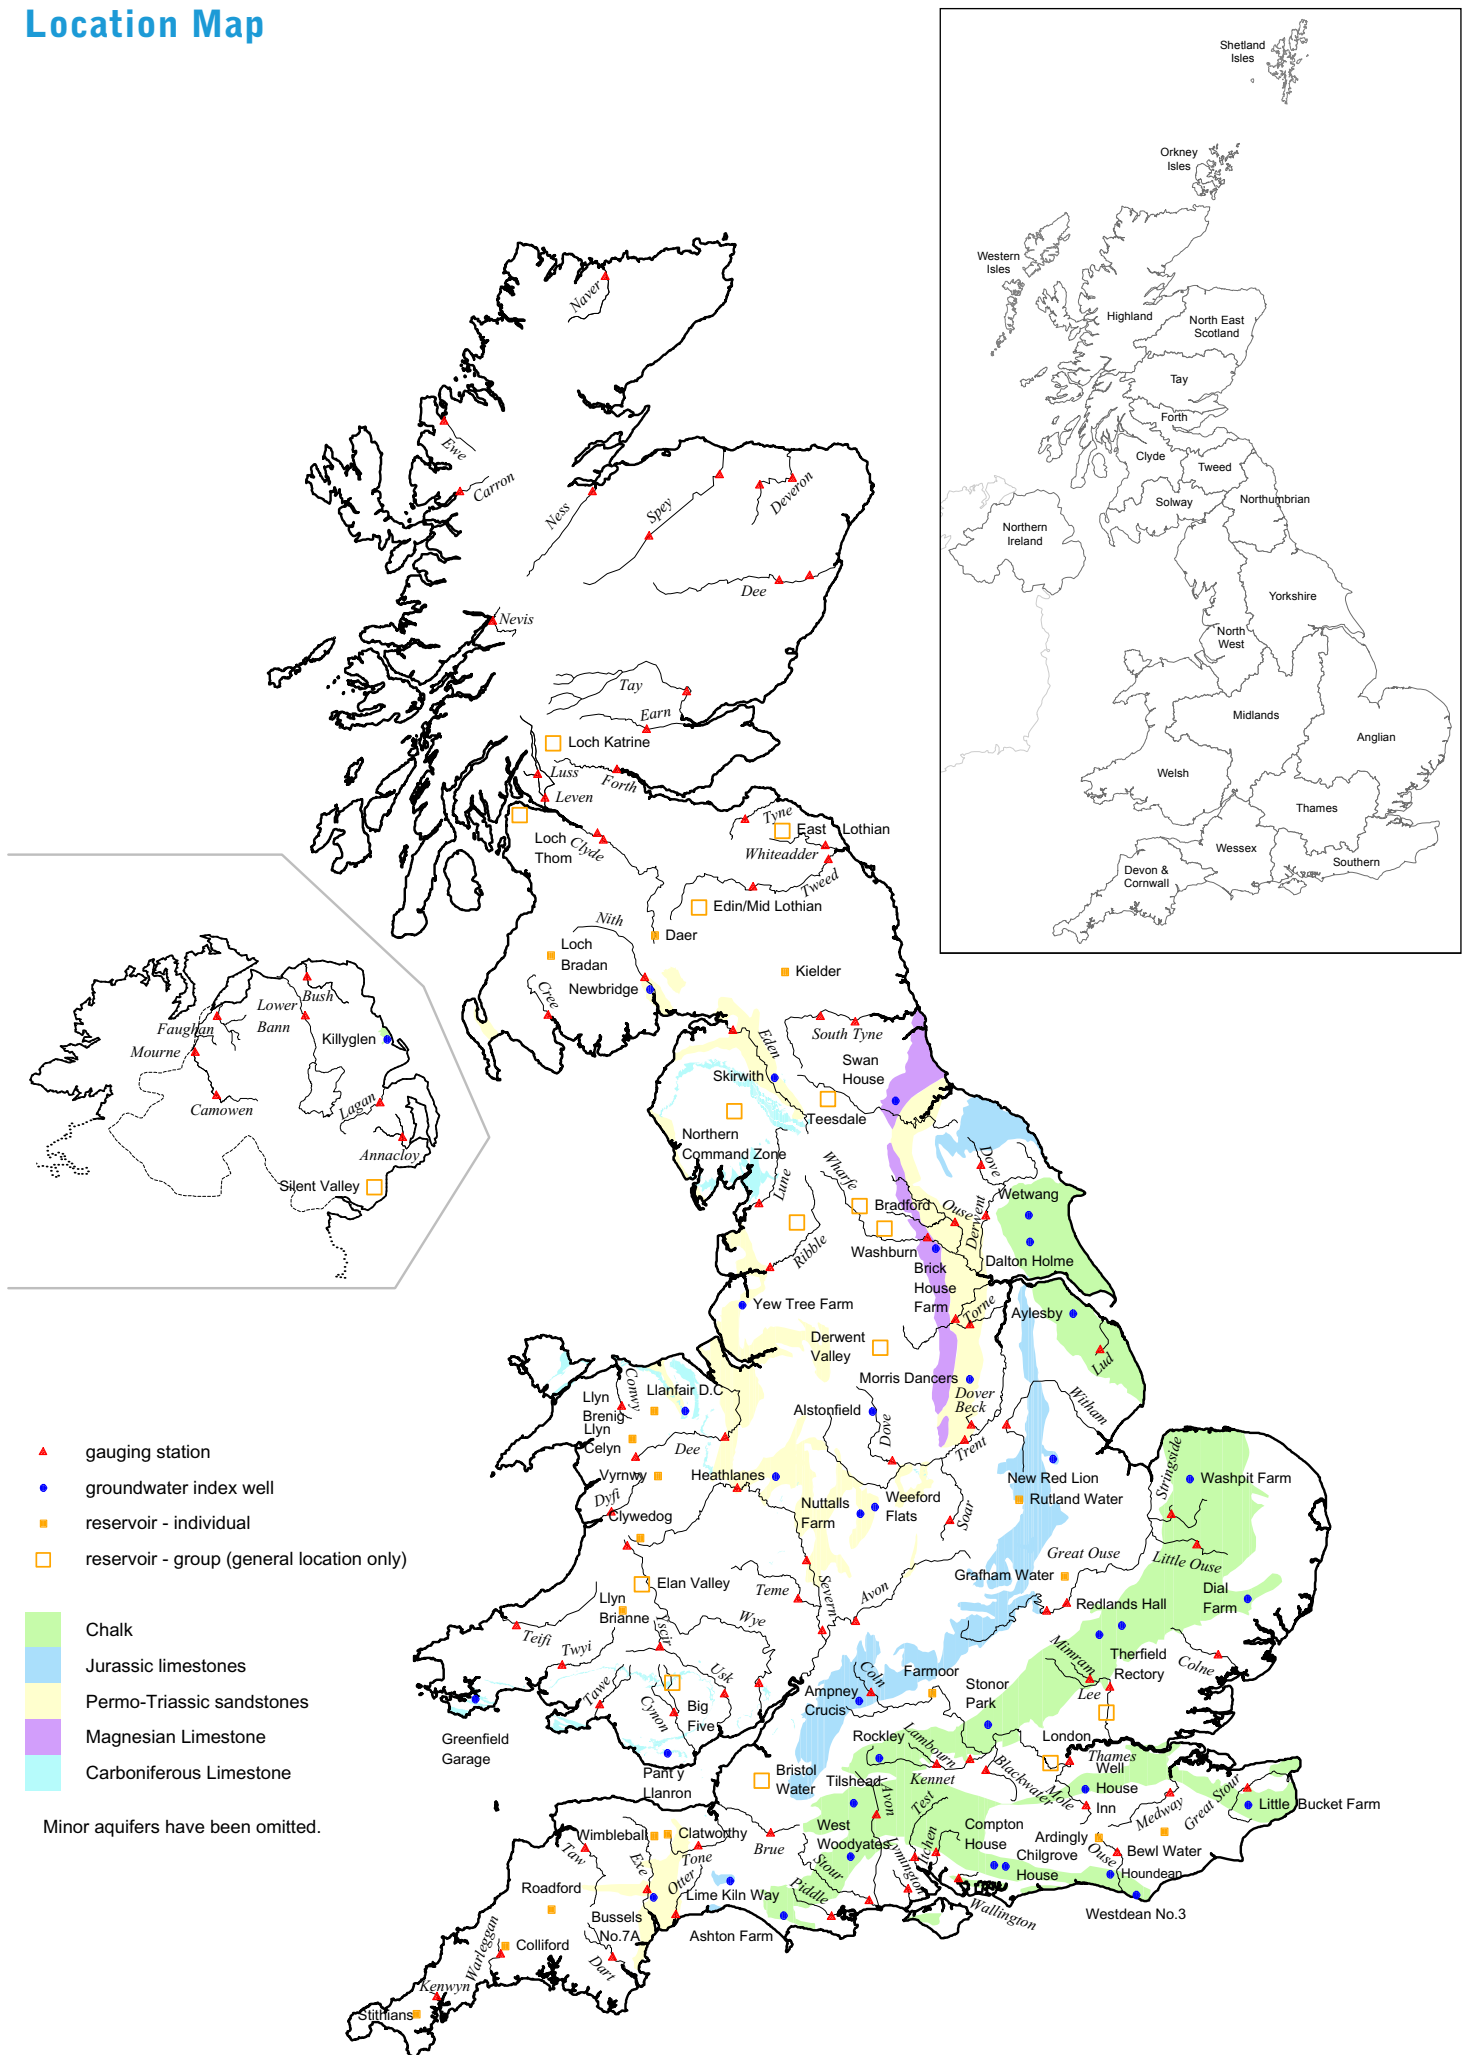 Location Map
Shetland
Isles
Orkney
Isles
Western
Isles
Highland
North East
Scotland
Tay
Forth
Clyde
Tweed
Solway
Northumbrian
Northern
Ireland
Yorkshire
North
West
Midlands
Anglian
Welsh
Thames
Wessex
Southern
Devon &
Cornwall
Naver
Ewe
Carron
Ness
Spey
Deveron
Dee
Nevis
Tay
Earn
Loch Katrine
Luss
Forth
Leven
Loch
Thom
Clyde
Tyne
East Lothian
Whiteadder
Tweed
Edin/Mid Lothian
Nith
Daer
Loch
Bradan
Kielder
Newbridge
Cree
South Tyne
Eden
Swan
House
Skirwith
Teesdale
Northern
Command Zone
Lune
Wharfe
Dove
Wetwang
Bradford
Ouse
Derwent
Washburn
Ribble
Brick
House
Farm
Dalton Holme
Yew Tree Farm
Torne
Aylesby
Derwent
Valley
Lud
Morris Dancers
Dover
Beck
Witham
Alstonfield
Dove
Trent
Bush
Lower
Bann
Faughan
Killyglen
Mourne
Camowen
Lagan
Annacloy
Silent Valley
Conwy
Llanfair D.C
Llyn
Brenig
Llyn
Celyn
Dee
Vyrnwy
Heathlanes
Dyfi
Clywedog
Nuttalls
Farm
Weeford
Flats
Soar
New Red Lion
Rutland Water
Stringside
Washpit Farm
Little Ouse
Great Ouse
Grafham Water
Dial
Farm
Redlands Hall
Elan Valley
Teme
Severn
Avon
Llyn
Brianne
Wye
Teifi
Twyi
Iscir
Usk
Tawe
Cynon
Big
Five
Greenfield
Garage
Pant y
Llanron
Coln
Farmoor
Ampney
Crucis
Stonor
Park
Mimram
Therfield
Rectory
Lee
Colne
London
Rockley
Lambourn
Kennet
Blackwater
Thames
Well
House
Inn
Mole
Medway
Great Stour
Little Bucket Farm
Bristol
Water
Tilshead
Avon
Test
West
Woodyates
Itchen
Compton
House
Ardingly
Chilgrove
House
Ouse
Bewl Water
Houndean
Westdean No.3
Wimbleball
Clatworthy
Brue
Tone
Taw
Exe
Otter
Stour
Lymington
Piddle
Wallington
Roadford
Lime Kiln Way
Bussels
No.7A
Ashton Farm
Warleggan
Colliford
Dart
Kenwyn
Stithians
gauging station
groundwater index well
reservoir - individual
reservoir - group (general location only)
Chalk
Jurassic limestones
Permo-Triassic sandstones
Magnesian Limestone
Carboniferous Limestone
Minor aquifers have been omitted.